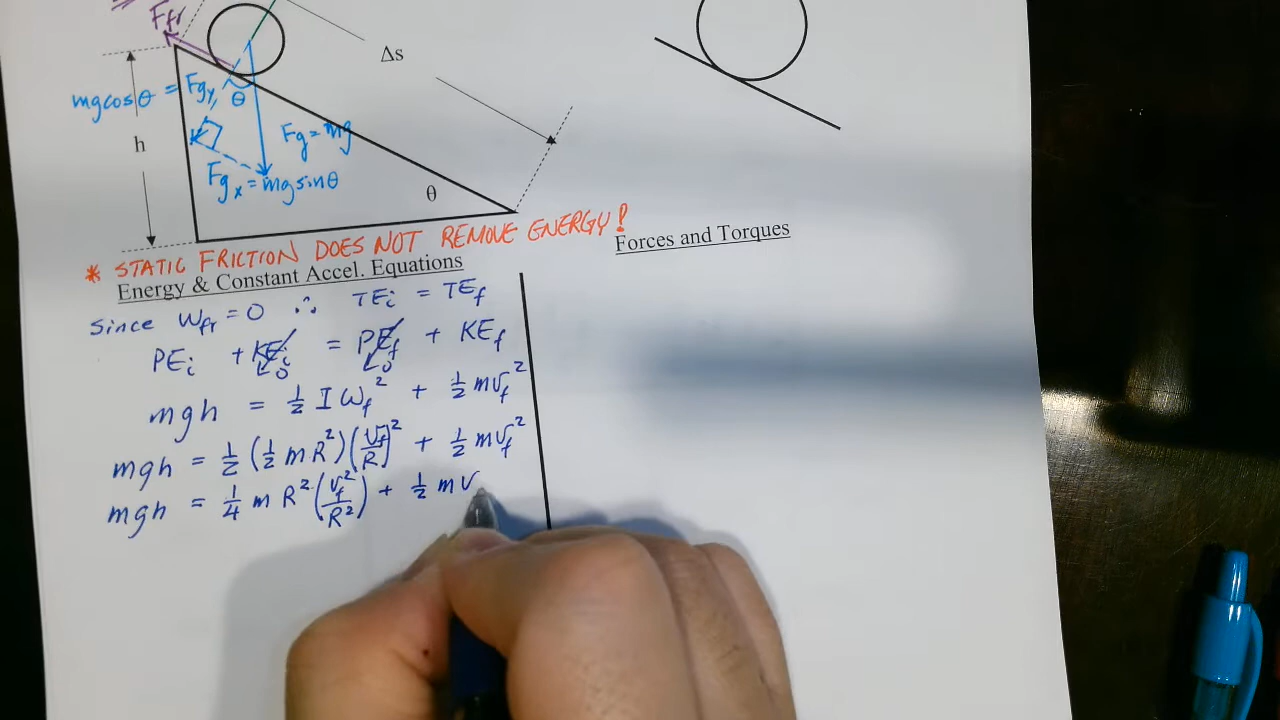 Ffr
Δs
mgcosθ = Fgy
θ
h
Fg = mg
Fgx = mgsinθ
θ
* STATIC FRICTION DOES NOT REMOVE ENERGY!
Forces and Torques
Energy & Constant Accel. Equations
Since Wfr = 0 ∴ TEi = TEf
PEi + KEi = PEf + KEf
0 0
mgh = ½ I ωf² + ½ mvf²
mgh = ½ (½ m R²)(vf/R)² + ½ mvf²
mgh = ¼ m R² (vf²/R²) + ½ m v